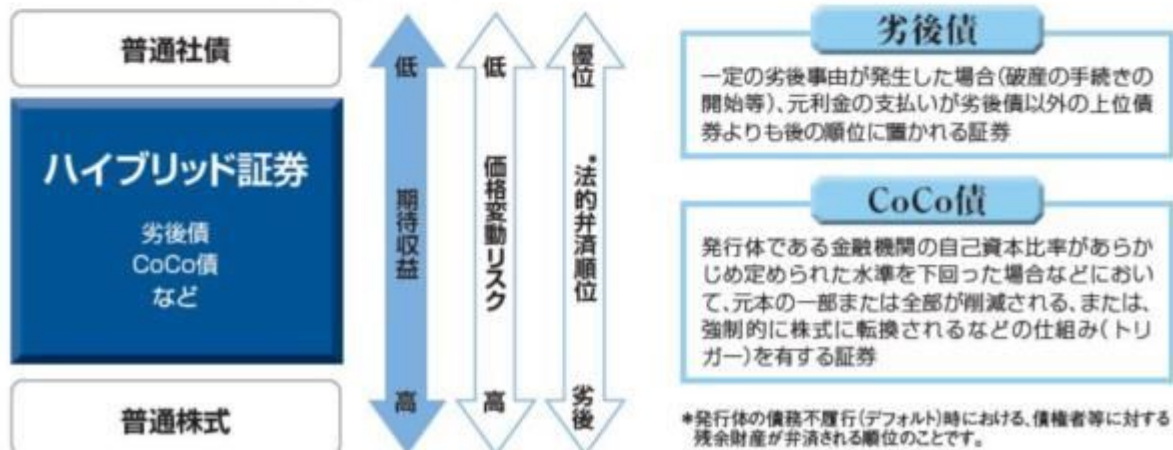 普通社債
ハイブリッド証券
劣後債
CoCo債
など
普通株式
低
期待収益
高
低
価格変動リスク
高
優位
*法的弁済順位
劣後
劣後債
一定の劣後事由が発生した場合(破産の手続きの
開始等)、元利金の支払いが劣後債以外の上位債
券よりも後の順位に置かれる証券
CoCo債
発行体である金融機関の自己資本比率があらか
じめ定められた水準を下回った場合などにおい
て、元本の一部または全部が削減される、または、
強制的に株式に転換されるなどの仕組み(トリ
ガー)を有する証券
*発行体の債務不履行(デフォルト)時における、債権者等に対する
残余財産が弁済される順位のことです。